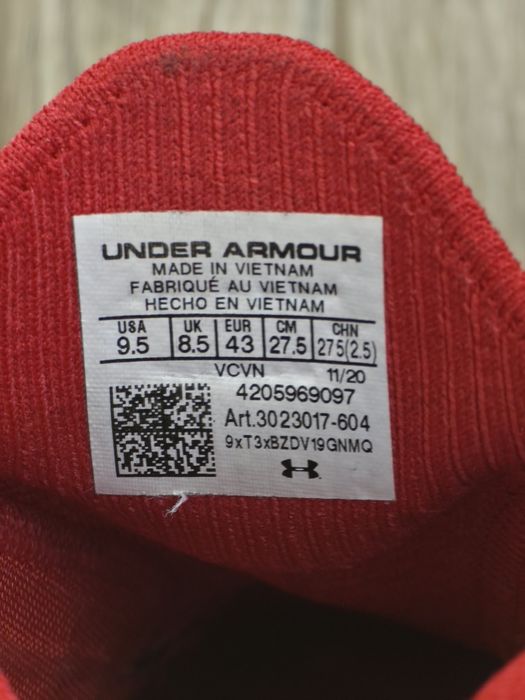 UNDER ARMOUR
MADE IN VIETNAM
FABRIQUÉ AU VIETNAM
HECHO EN VIETNAM
USA UK EUR CM CHN
9.5 8.5 43 27.5 275(2.5)
VCVN 11/20
4205969097
Art.3023017-604
9xT3xBZDV19GNMQ